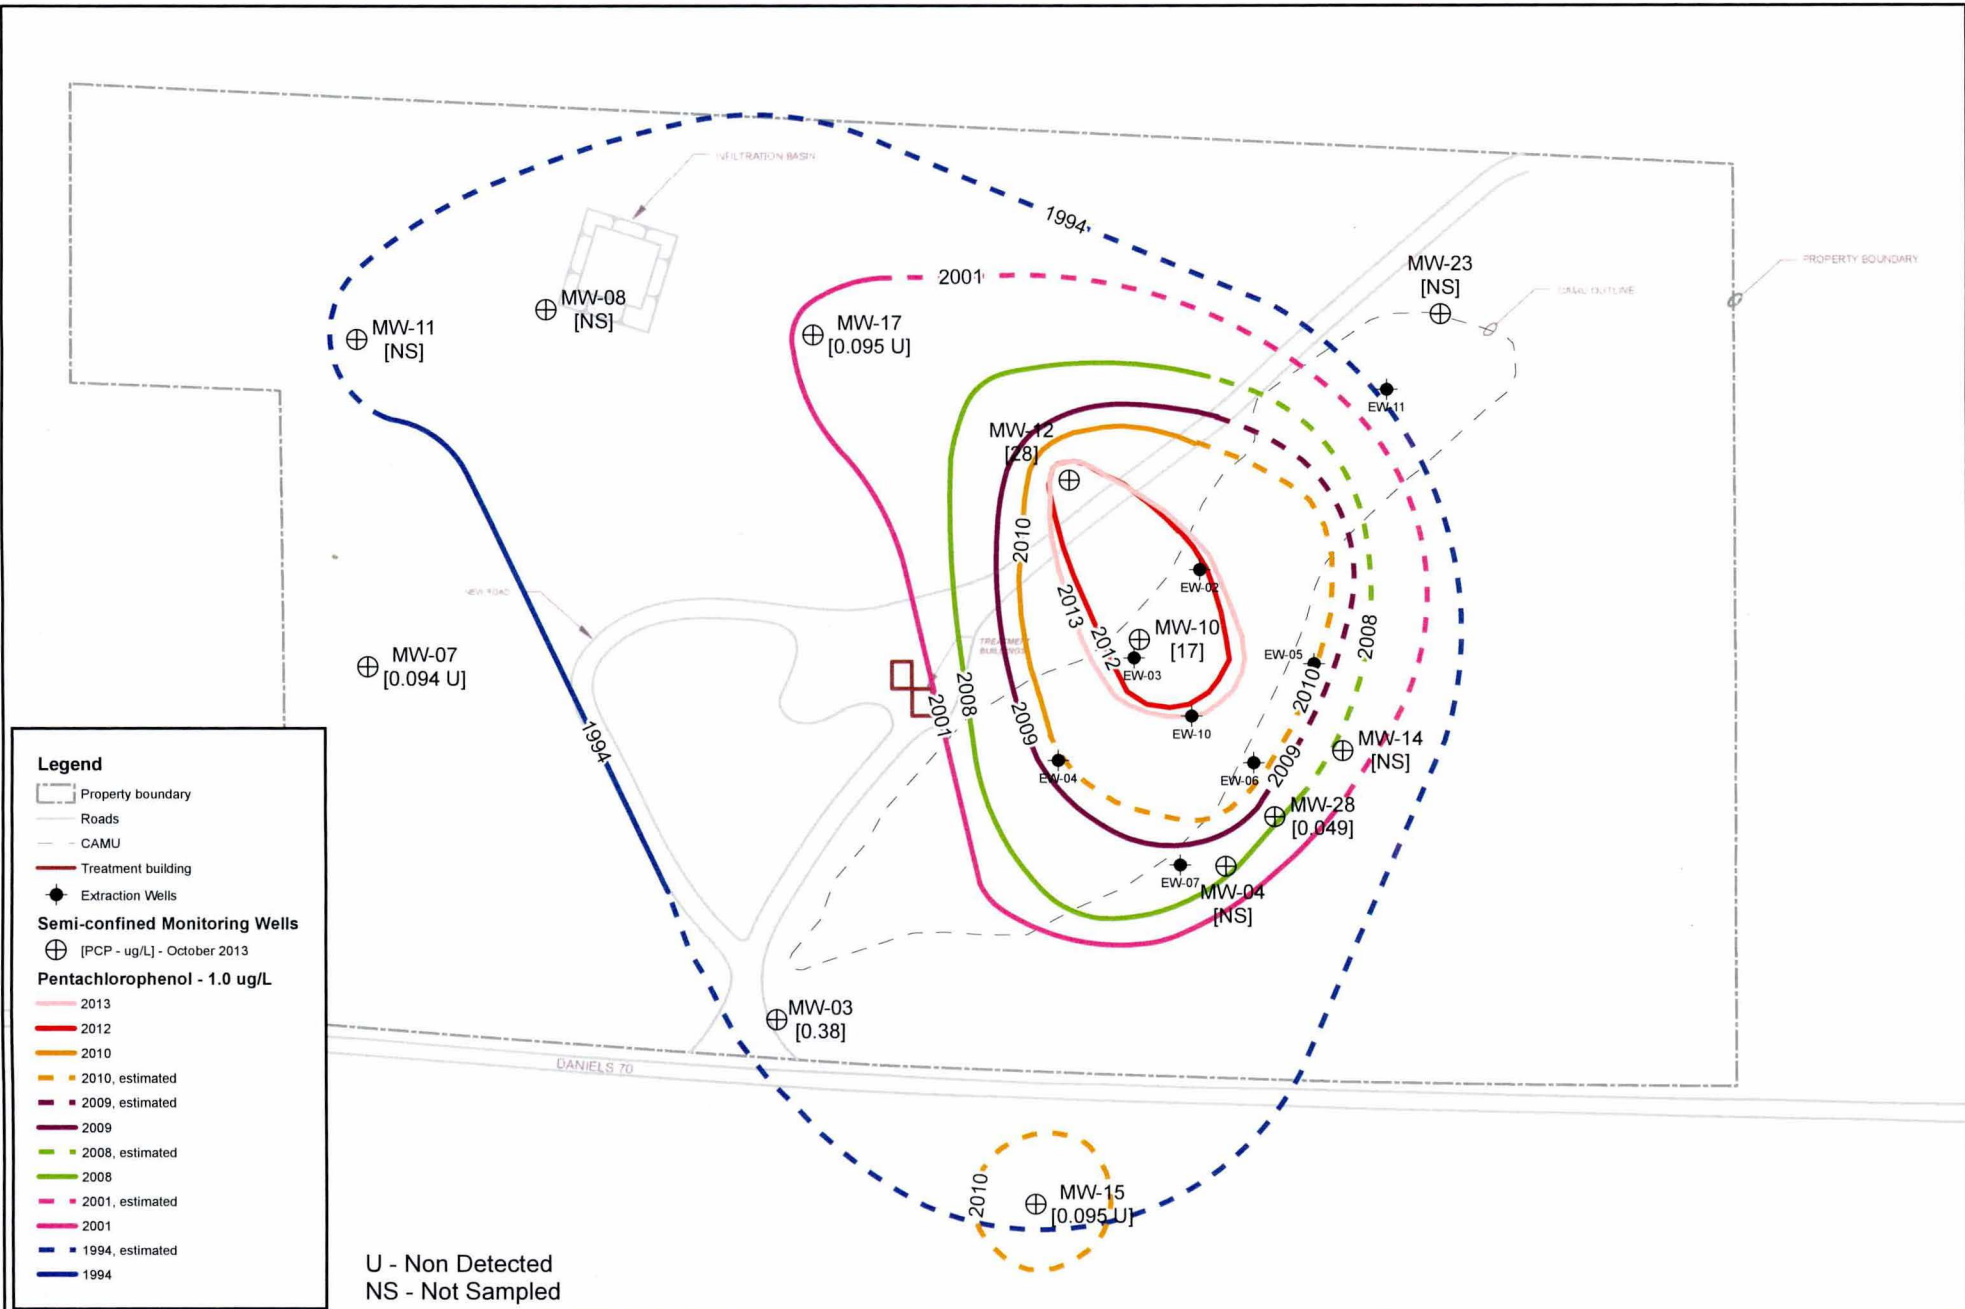 INFILTRATION BASIN
1994
MW-23
[NS]
PROPERTY BOUNDARY
2001
CAMU OUTLINE
MW-08
[NS]
MW-17
[0.095 U]
MW-11
[NS]
EW-11
MW-12
[28]
2010
EW-02
NEW ROAD
2013
MW-10
[17]
2008
TREATMENT
BUILDINGS
2012
EW-03
EW-05
MW-07
[0.094 U]
2008
2010
2001
2009
EW-10
1994
MW-14
[NS]
EW-04
EW-06
2009
MW-28
[0.049]
EW-07
MW-04
[NS]
MW-03
[0.38]
DANIELS 70
2010
MW-15
[0.095 U]
Legend
Property boundary
Roads
CAMU
Treatment building
Extraction Wells
Semi-confined Monitoring Wells
[PCP - ug/L] - October 2013
Pentachlorophenol - 1.0 ug/L
2013
2012
2010
2010, estimated
2009, estimated
2009
2008, estimated
2008
2001, estimated
2001
1994, estimated
1994
U - Non Detected
NS - Not Sampled